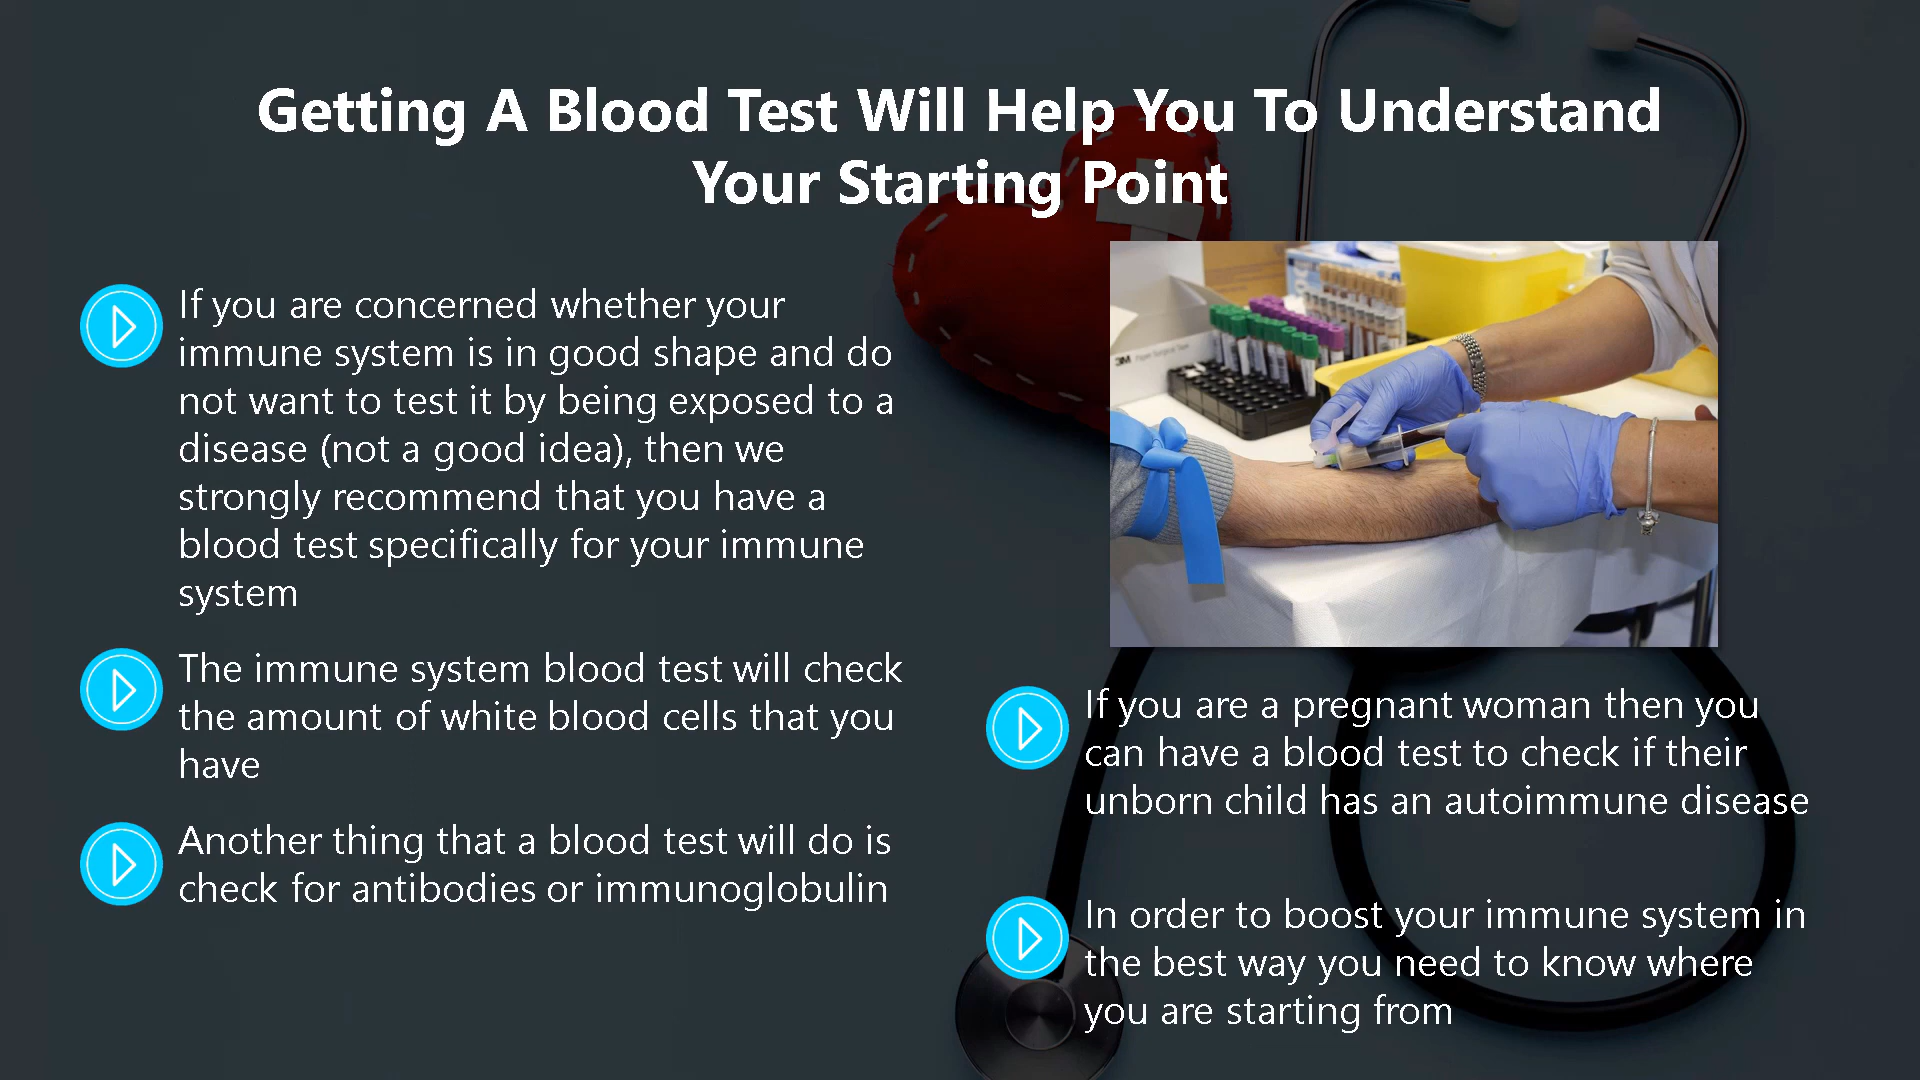 Getting A Blood Test Will Help You To Understand
Your Starting Point
If you are concerned whether your
immune system is in good shape and do
not want to test it by being exposed to a
disease (not a good idea), then we
strongly recommend that you have a
blood test specifically for your immune
system
The immune system blood test will check
the amount of white blood cells that you
have
Another thing that a blood test will do is
check for antibodies or immunoglobulin
3M Paper Surgical Tape
If you are a pregnant woman then you
can have a blood test to check if their
unborn child has an autoimmune disease
In order to boost your immune system in
the best way you need to know where
you are starting from